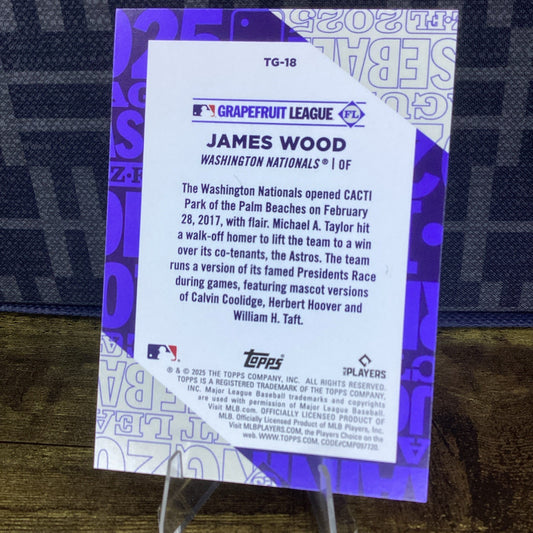 TG-18
GRAPEFRUIT LEAGUE FL
JAMES WOOD
WASHINGTON NATIONALS® | OF
The Washington Nationals opened CACTI
Park of the Palm Beaches on February
28, 2017, with flair. Michael A. Taylor hit
a walk-off homer to lift the team to a win
over its co-tenants, the Astros. The team
runs a version of its famed Presidents Race
during games, featuring mascot versions
of Calvin Coolidge, Herbert Hoover and
William H. Taft.
Topps
PLAYERS
® & © 2025 THE TOPPS COMPANY, INC. ALL RIGHTS RESERVED.
TOPPS IS A REGISTERED TRADEMARK OF THE TOPPS COMPANY,
INC. Major League Baseball trademarks and copyrights
are used with permission of Major League Baseball.
Visit MLB.com. OFFICIALLY LICENSED PRODUCT OF
MLB. Officially Licensed Product of MLB Players, Inc.
Visit MLBPLAYERS.com, the Players Choice on the
web. WWW.TOPPS.COM. CODE#CMP097720.